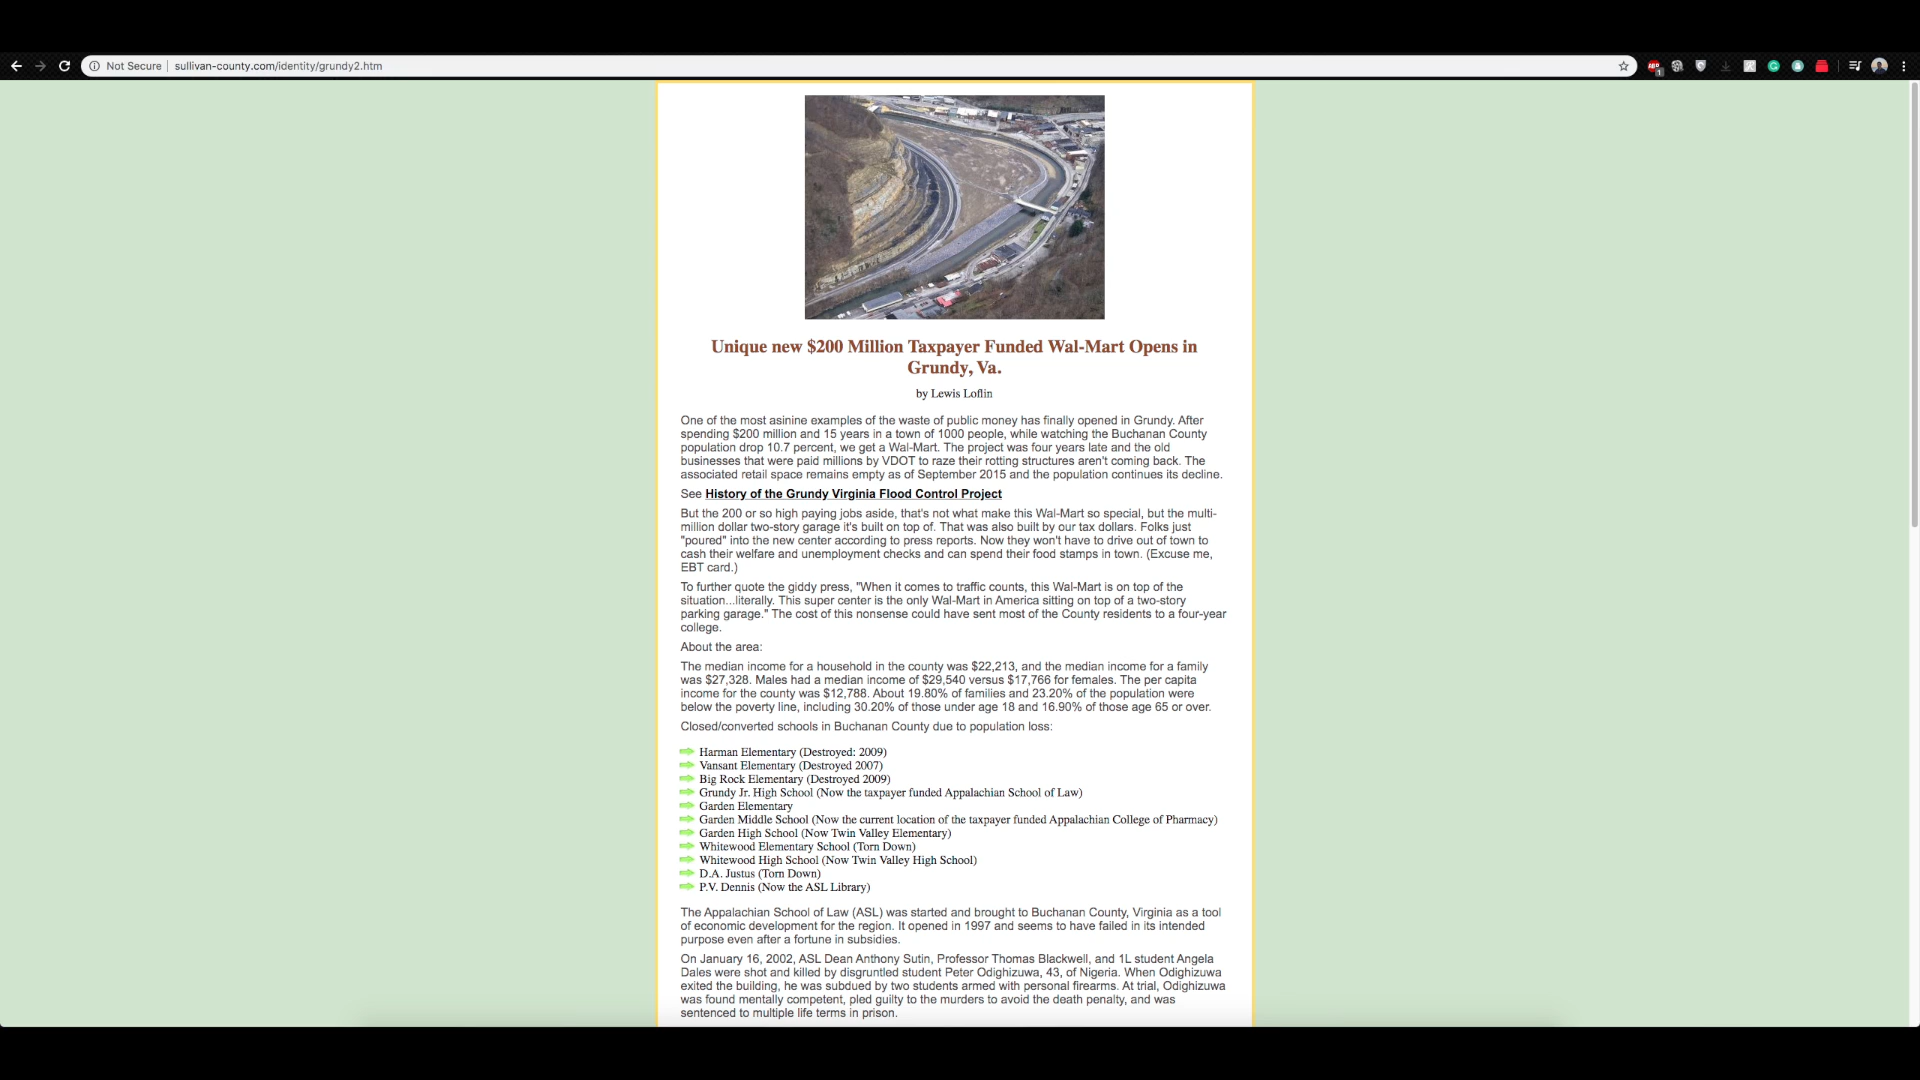 Not Secure | sullivan-county.com/identity/grundy2.htm
Unique new $200 Million Taxpayer Funded Wal-Mart Opens in
Grundy, Va.
by Lewis Loflin
One of the most asinine examples of the waste of public money has finally opened in Grundy. After
spending $200 million and 15 years in a town of 1000 people, while watching the Buchanan County
population drop 10.7 percent, we get a Wal-Mart. The project was four years late and the old
businesses that were paid millions by VDOT to raze their rotting structures aren't coming back. The
associated retail space remains empty as of September 2015 and the population continues its decline.
See History of the Grundy Virginia Flood Control Project
But the 200 or so high paying jobs aside, that's not what make this Wal-Mart so special, but the multi-
million dollar two-story garage it's built on top of. That was also built by our tax dollars. Folks just
"poured" into the new center according to press reports. Now they won't have to drive out of town to
cash their welfare and unemployment checks and can spend their food stamps in town. (Excuse me,
EBT card.)
To further quote the giddy press, "When it comes to traffic counts, this Wal-Mart is on top of the
situation...literally. This super center is the only Wal-Mart in America sitting on top of a two-story
parking garage." The cost of this nonsense could have sent most of the County residents to a four-year
college.
About the area:
The median income for a household in the county was $22,213, and the median income for a family
was $27,328. Males had a median income of $29,540 versus $17,766 for females. The per capita
income for the county was $12,788. About 19.80% of families and 23.20% of the population were
below the poverty line, including 30.20% of those under age 18 and 16.90% of those age 65 or over.
Closed/converted schools in Buchanan County due to population loss:
Harman Elementary (Destroyed: 2009)
Vansant Elementary (Destroyed 2007)
Big Rock Elementary (Destroyed 2009)
Grundy Jr. High School (Now the taxpayer funded Appalachian School of Law)
Garden Elementary
Garden Middle School (Now the current location of the taxpayer funded Appalachian College of Pharmacy)
Garden High School (Now Twin Valley Elementary)
Whitewood Elementary School (Torn Down)
Whitewood High School (Now Twin Valley High School)
D.A. Justus (Torn Down)
P.V. Dennis (Now the ASL Library)
The Appalachian School of Law (ASL) was started and brought to Buchanan County, Virginia as a tool
of economic development for the region. It opened in 1997 and seems to have failed in its intended
purpose even after a fortune in subsidies.
On January 16, 2002, ASL Dean Anthony Sutin, Professor Thomas Blackwell, and 1L student Angela
Dales were shot and killed by disgruntled student Peter Odighizuwa, 43, of Nigeria. When Odighizuwa
exited the building, he was subdued by two students armed with personal firearms. At trial, Odighizuwa
was found mentally competent, pled guilty to the murders to avoid the death penalty, and was
sentenced to multiple life terms in prison.